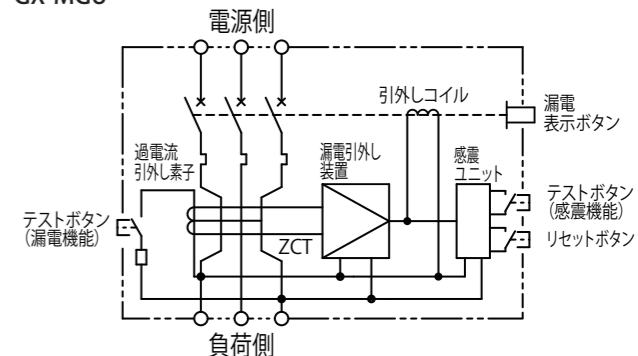 電源側
引外しコイル
漏電
表示ボタン
過電流
引外し素子
漏電引外し
装置
感震
ユニット
テストボタン
(漏電機能)
ZCT
テストボタン
(感震機能)
リセットボタン
負荷側